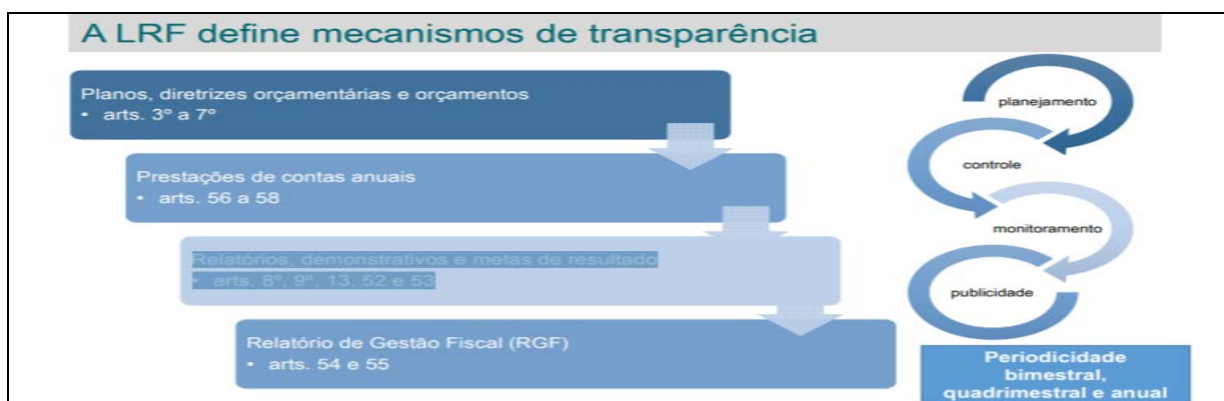 A LRF define mecanismos de transparência
Planos, diretrizes orçamentárias e orçamentos
• arts. 3º a 7º
Prestações de contas anuais
• arts. 56 a 58
Relatórios, demonstrativos e metas de resultado
• arts. 8º, 9º, 13, 52 e 53
Relatório de Gestão Fiscal (RGF)
• arts. 54 e 55
planejamento
controle
monitoramento
publicidade
Periodicidade
bimestral,
quadrimestral e anual